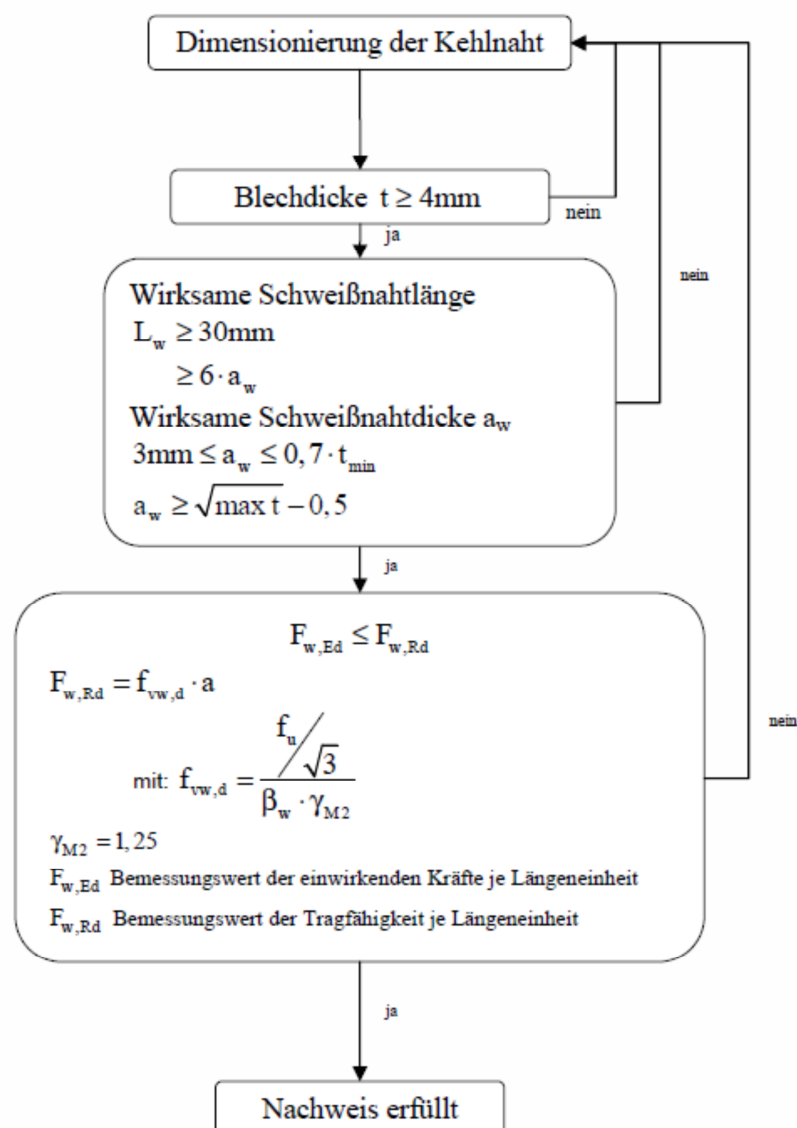 Dimensionierung der Kehlnaht
Blechdicke t ≥ 4mm
nein
ja
Wirksame Schweißnahtlänge
L_w ≥ 30mm
≥ 6 · a_w
Wirksame Schweißnahtdicke a_w
3mm ≤ a_w ≤ 0,7 · t_min
a_w ≥ √max t − 0,5
nein
ja
F_w,Ed ≤ F_w,Rd
F_w,Rd = f_vw,d · a
mit: f_vw,d = (f_u/√3)/(β_w · γ_M2)
γ_M2 = 1,25
F_w,Ed Bemessungswert der einwirkenden Kräfte je Längeneinheit
F_w,Rd Bemessungswert der Tragfähigkeit je Längeneinheit
nein
ja
Nachweis erfüllt